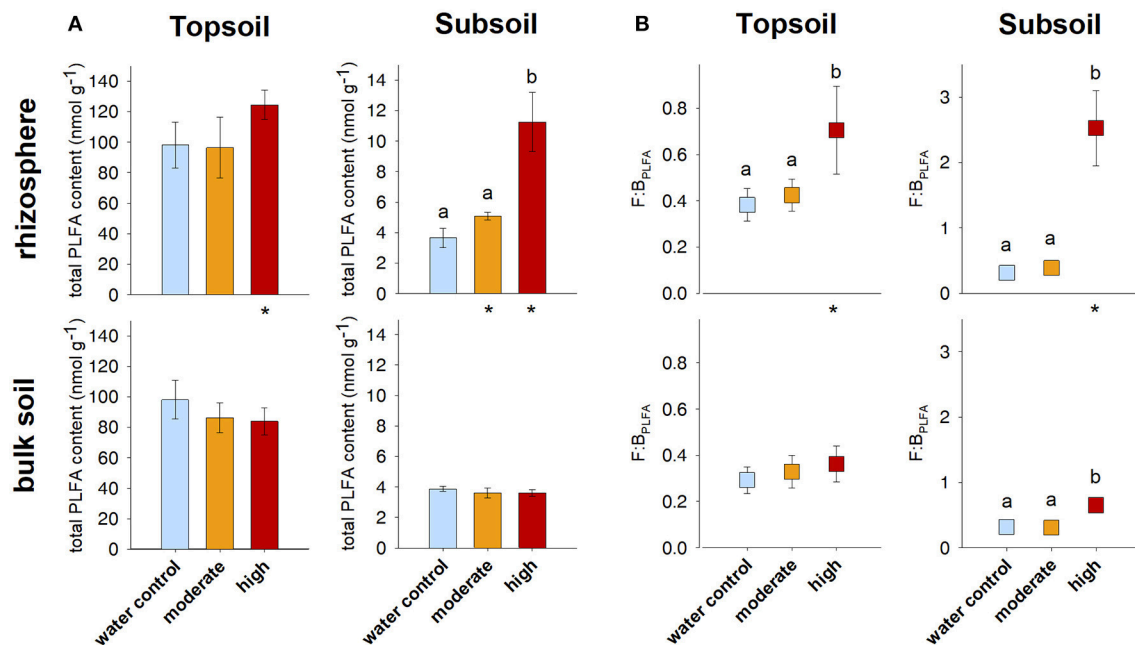 A
Topsoil
Subsoil
B
Topsoil
Subsoil
rhizosphere
total PLFA content (nmol g⁻¹)
140
120
100
80
60
40
20
0
*
total PLFA content (nmol g⁻¹)
14
12
10
8
6
4
2
0
a
a
b
* *
F:B_PLFA
0.8
0.6
0.4
0.2
0.0
a
a
b
*
F:B_PLFA
3
2
1
0
a
a
b
*
bulk soil
total PLFA content (nmol g⁻¹)
140
120
100
80
60
40
20
0
water control
moderate
high
total PLFA content (nmol g⁻¹)
14
12
10
8
6
4
2
0
water control
moderate
high
F:B_PLFA
0.8
0.6
0.4
0.2
0.0
water control
moderate
high
F:B_PLFA
3
2
1
0
a
a
b
water control
moderate
high